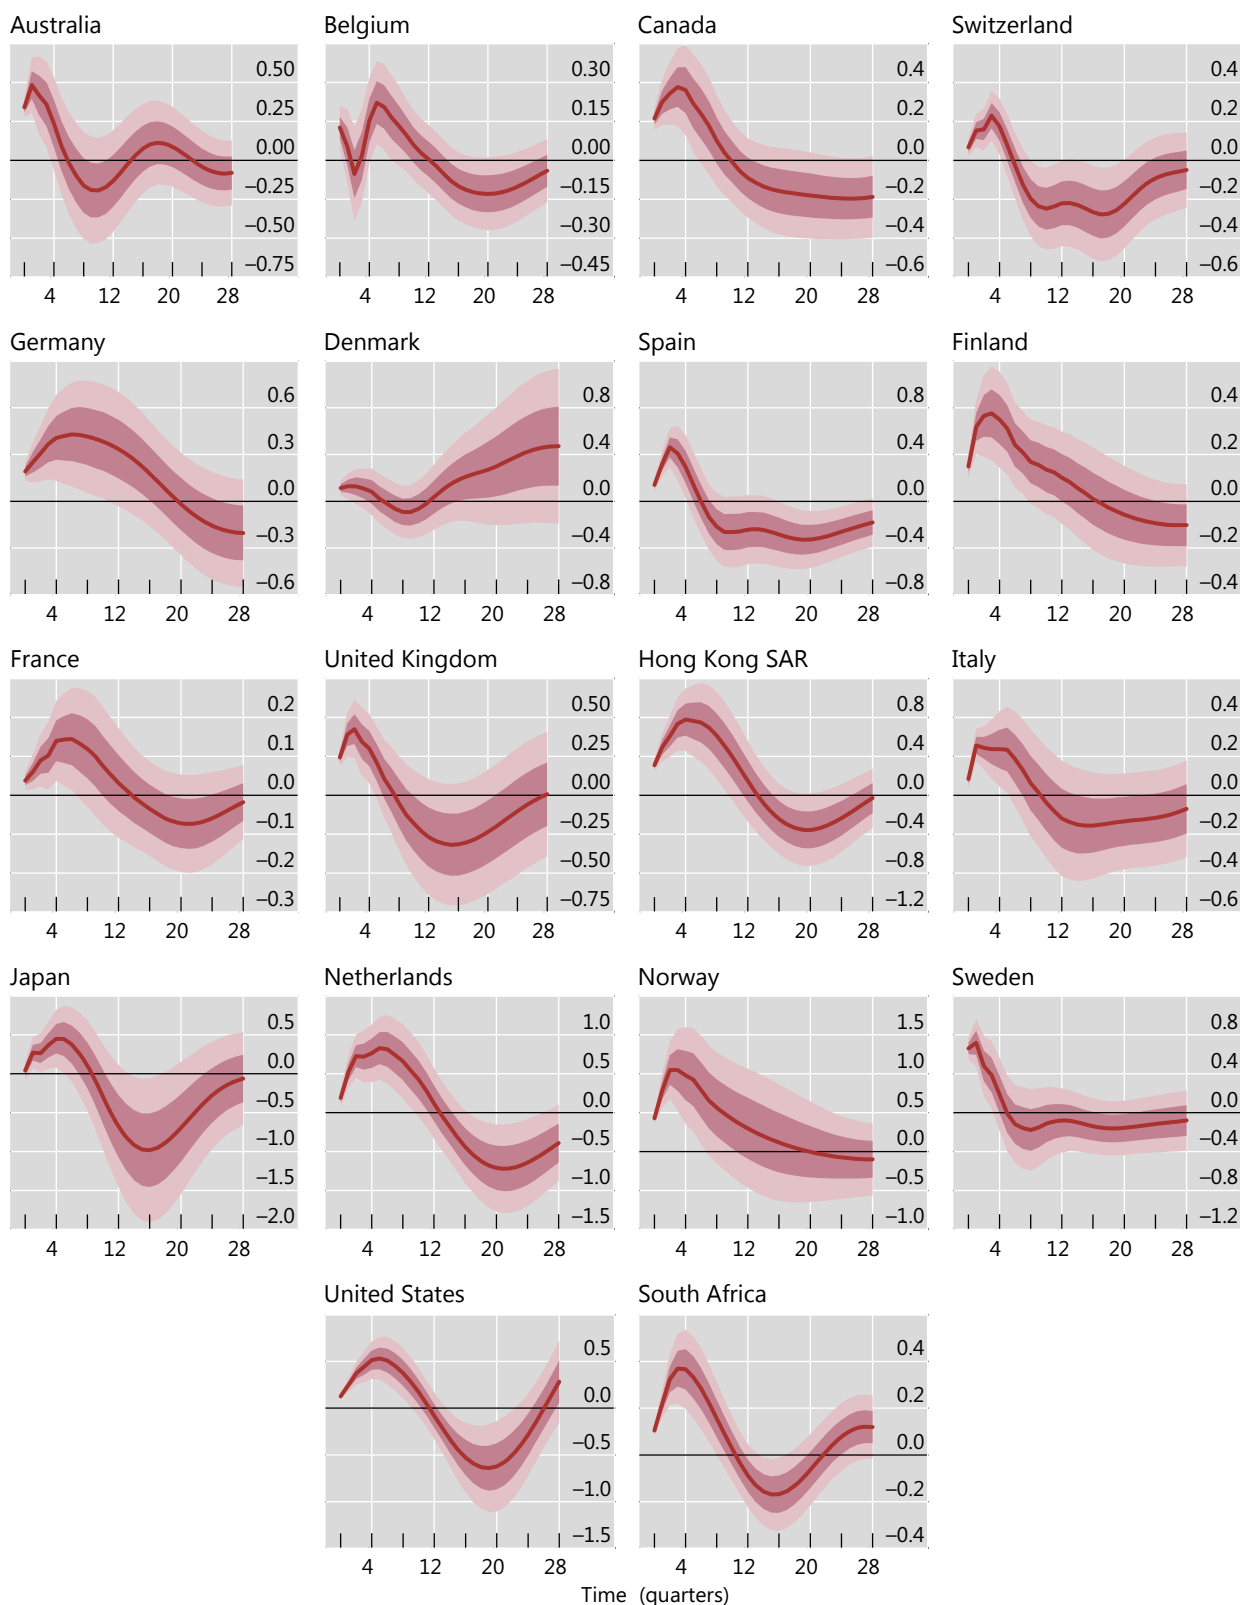 Australia
0.50
0.25
0.00
–0.25
–0.50
–0.75
4 12 20 28
Belgium
0.30
0.15
0.00
–0.15
–0.30
–0.45
4 12 20 28
Canada
0.4
0.2
0.0
–0.2
–0.4
–0.6
4 12 20 28
Switzerland
0.4
0.2
0.0
–0.2
–0.4
–0.6
4 12 20 28
Germany
0.6
0.3
0.0
–0.3
–0.6
4 12 20 28
Denmark
0.8
0.4
0.0
–0.4
–0.8
4 12 20 28
Spain
0.8
0.4
0.0
–0.4
–0.8
4 12 20 28
Finland
0.4
0.2
0.0
–0.2
–0.4
4 12 20 28
France
0.2
0.1
0.0
–0.1
–0.2
–0.3
4 12 20 28
United Kingdom
0.50
0.25
0.00
–0.25
–0.50
–0.75
4 12 20 28
Hong Kong SAR
0.8
0.4
0.0
–0.4
–0.8
–1.2
4 12 20 28
Italy
0.4
0.2
0.0
–0.2
–0.4
–0.6
4 12 20 28
Japan
0.5
0.0
–0.5
–1.0
–1.5
–2.0
4 12 20 28
Netherlands
1.0
0.5
0.0
–0.5
–1.0
–1.5
4 12 20 28
Norway
1.5
1.0
0.5
0.0
–0.5
–1.0
4 12 20 28
Sweden
0.8
0.4
0.0
–0.4
–0.8
–1.2
4 12 20 28
United States
0.5
0.0
–0.5
–1.0
–1.5
4 12 20 28
South Africa
0.4
0.2
0.0
–0.2
–0.4
4 12 20 28
Time (quarters)